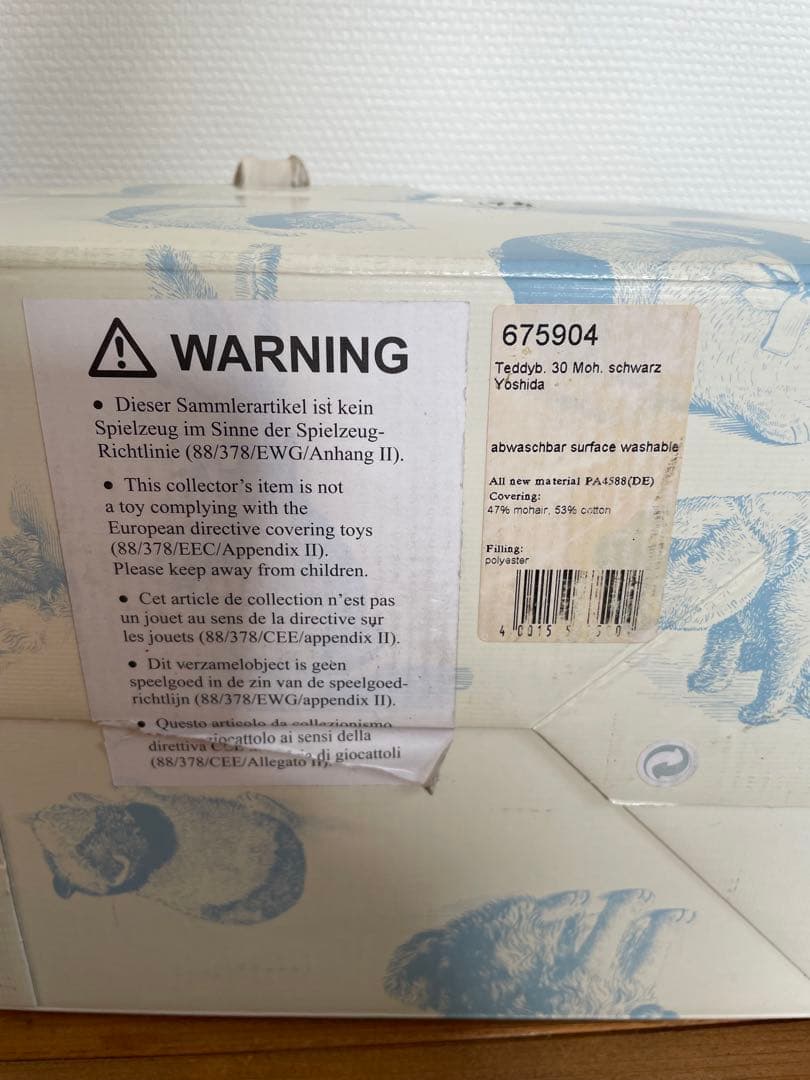 WARNING
• Dieser Sammlerartikel ist kein
Spielzeug im Sinne der Spielzeug-
Richtlinie (88/378/EWG/Anhang II).
• This collector's item is not
a toy complying with the
European directive covering toys
(88/378/EEC/Appendix II).
Please keep away from children.
• Cet article de collection n'est pas
un jouet au sens de la directive sur
les jouets (88/378/CEE/appendix II).
• Dit verzamelobject is geen
speelgoed in de zin van de speelgoed-
richtlijn (88/378/EWG/appendix II).
• Questo articolo da collezionismo
giocattolo ai sensi della
direttiva di giocattoli
(88/378/CEE/Allegato II).
675904
Teddyb. 30 Moh. schwarz
Yoshida
abwaschbar surface washable
All new material PA4588(DE)
Covering:
47% mohair, 53% cotton
Filling:
polyester